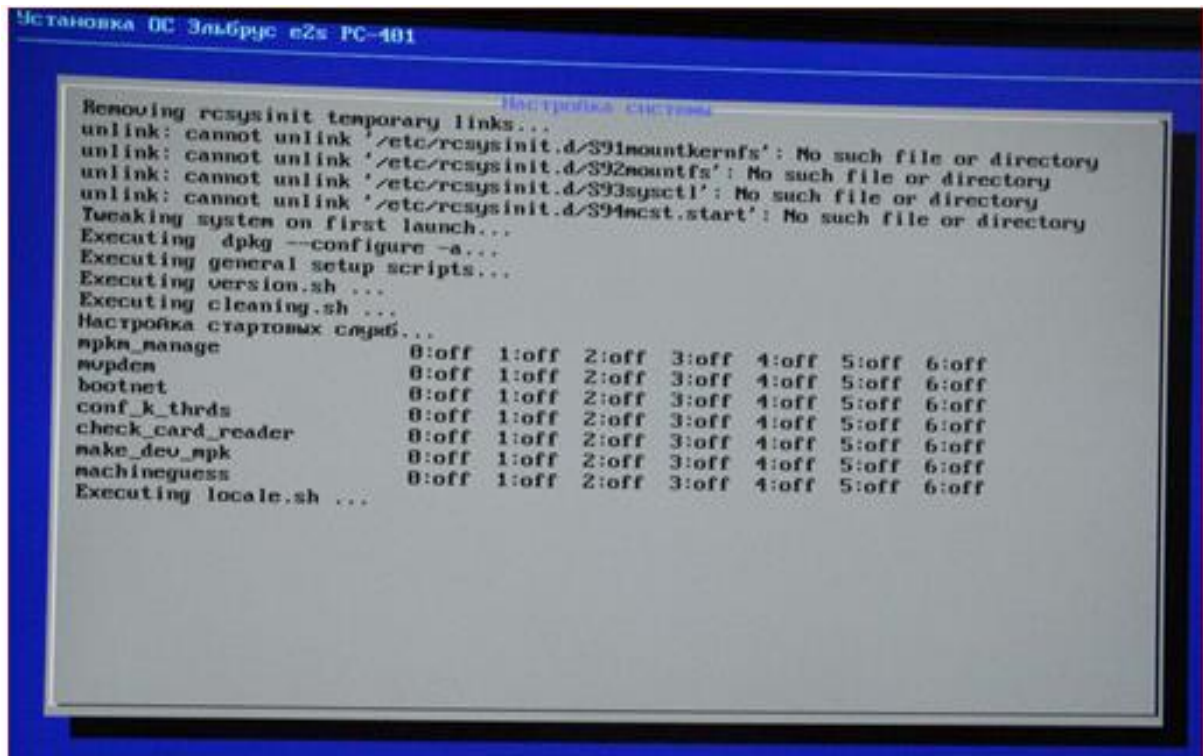 Установка ОС Эльбрус e2s PC-401
Настройка системы
Removing rcsysinit temporary links...
unlink: cannot unlink '/etc/rcsysinit.d/S91mountkernfs': No such file or directory
unlink: cannot unlink '/etc/rcsysinit.d/S92mountfs': No such file or directory
unlink: cannot unlink '/etc/rcsysinit.d/S93sysctl': No such file or directory
unlink: cannot unlink '/etc/rcsysinit.d/S94mcst.start': No such file or directory
Tweaking system on first launch...
Executing  dpkg --configure -a...
Executing general setup scripts...
Executing version.sh ...
Executing cleaning.sh ...
Настройка стартовых служб...
mpkm_manage 0:off 1:off 2:off 3:off 4:off 5:off 6:off
mvpdem 0:off 1:off 2:off 3:off 4:off 5:off 6:off
bootnet 0:off 1:off 2:off 3:off 4:off 5:off 6:off
conf_k_thrds 0:off 1:off 2:off 3:off 4:off 5:off 6:off
check_card_reader 0:off 1:off 2:off 3:off 4:off 5:off 6:off
make_dev_mpk 0:off 1:off 2:off 3:off 4:off 5:off 6:off
machineguess 0:off 1:off 2:off 3:off 4:off 5:off 6:off
Executing locale.sh ...